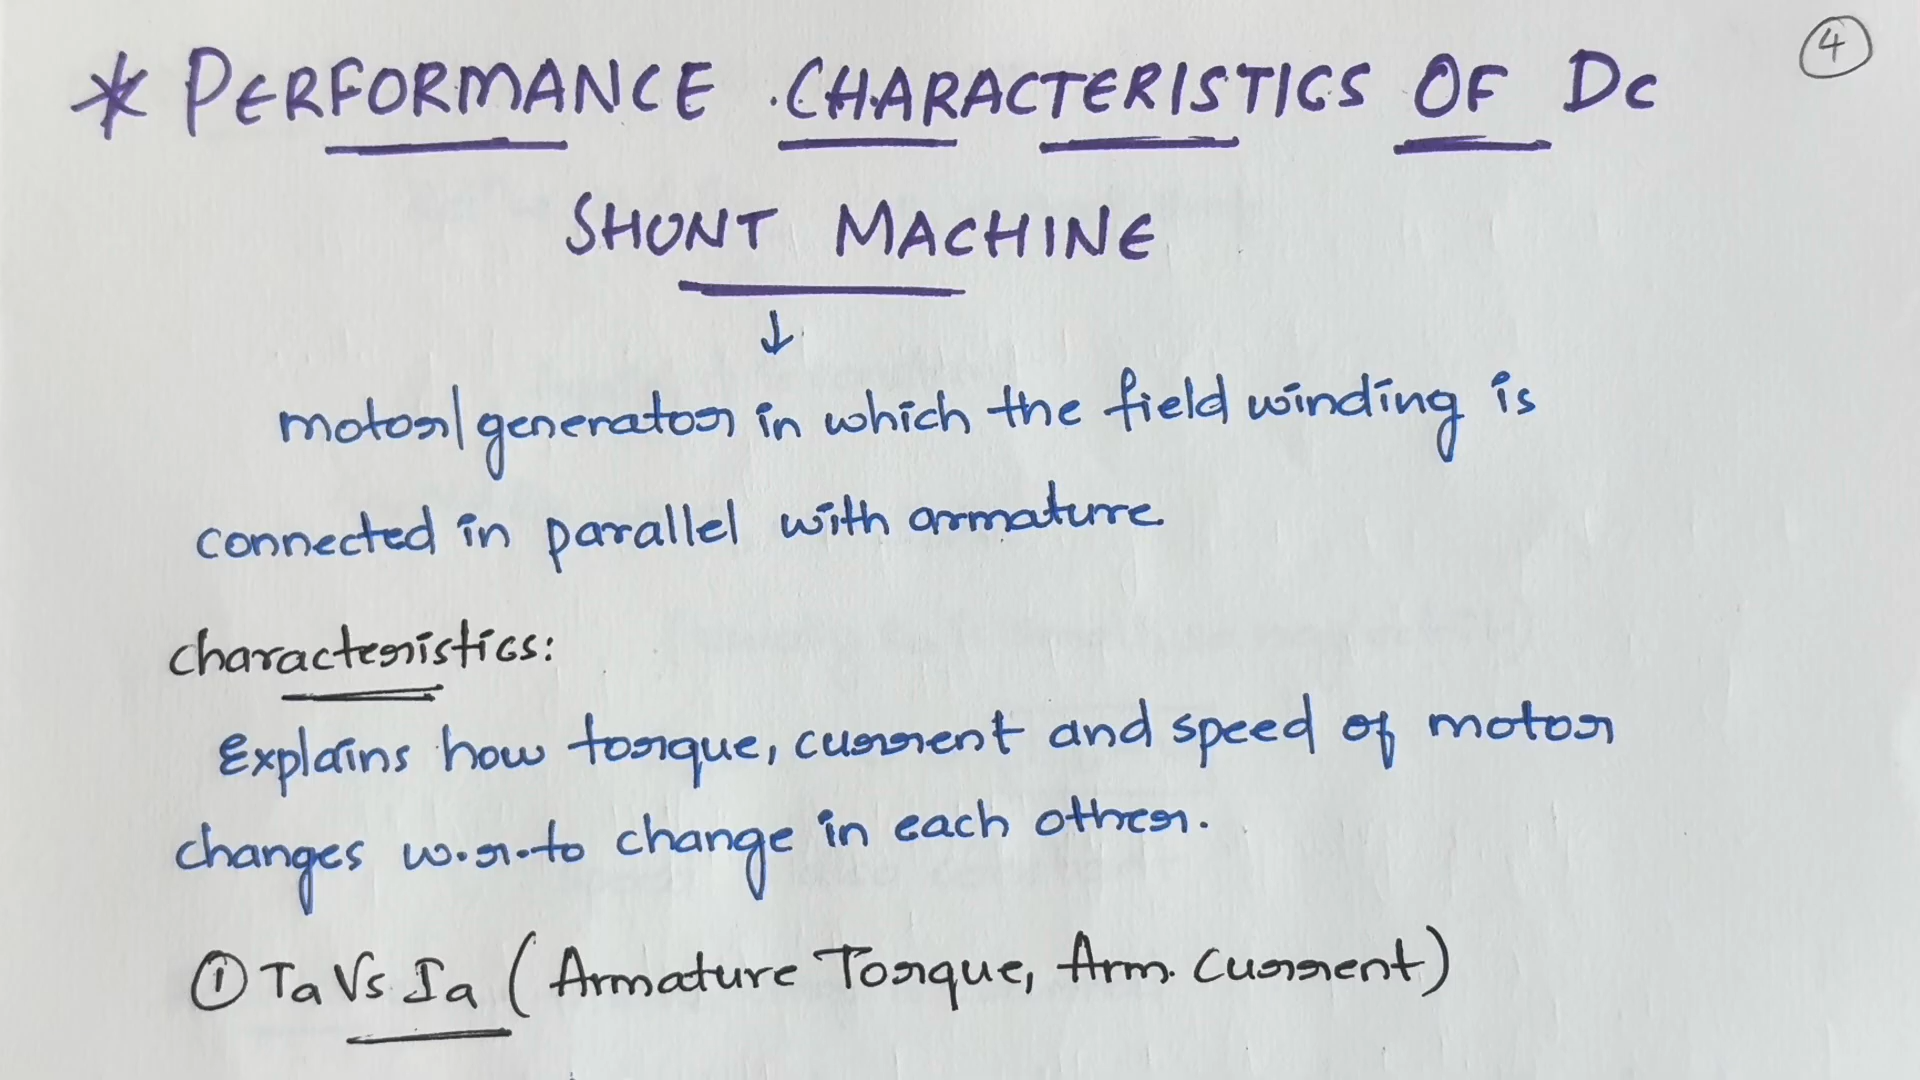 4
* PERFORMANCE CHARACTERISTICS OF DC
SHUNT MACHINE
↓
motor/generator in which the field winding is
connected in parallel with armature.
characteristics:
Explains how torque, current and speed of motor
changes w.r.to change in each other.
① Ta Vs Ia ( Armature Torque, Arm. Current)